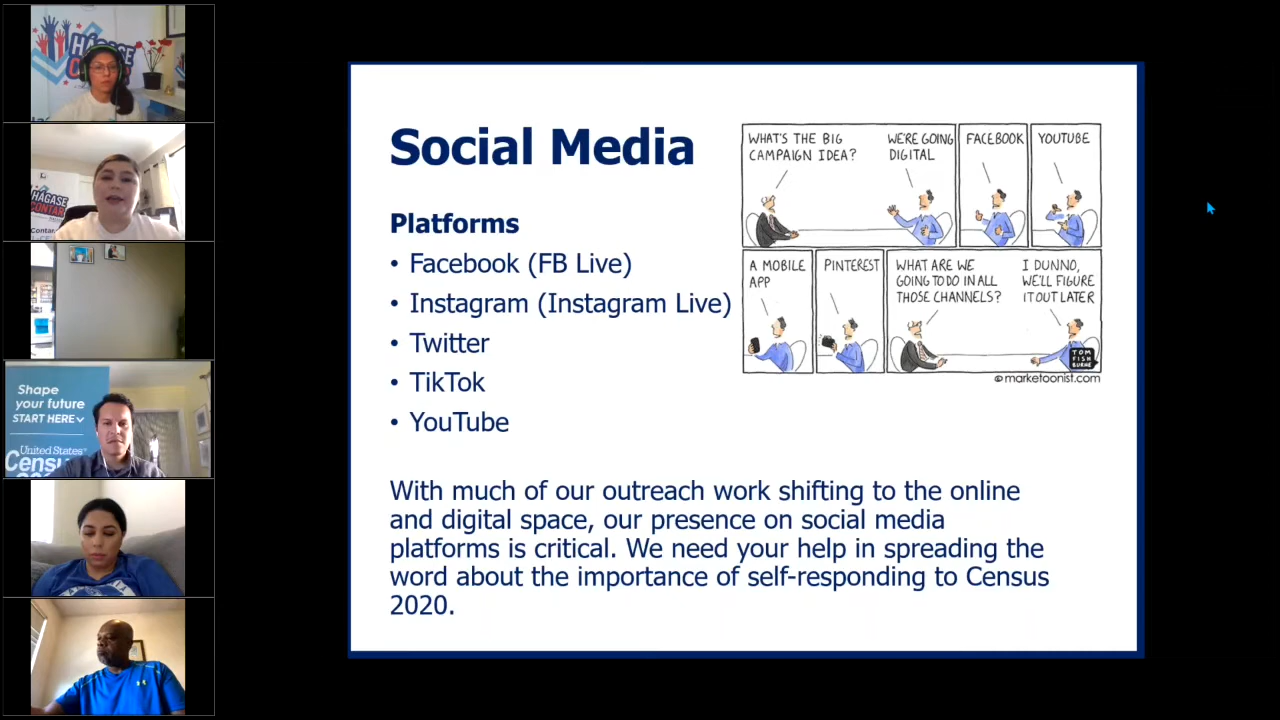 HÁGASE
CONTAR
HÁGASE
CONTAR
Shape
your future
START HERE
United States
Census
Social Media
Platforms
• Facebook (FB Live)
• Instagram (Instagram Live)
• Twitter
• TikTok
• YouTube
With much of our outreach work shifting to the online
and digital space, our presence on social media
platforms is critical. We need your help in spreading the
word about the importance of self-responding to Census
2020.
WHAT'S THE BIG
CAMPAIGN IDEA?
WE'RE GOING
DIGITAL
FACEBOOK
YOUTUBE
A MOBILE
APP
PINTEREST
WHAT ARE WE
GOING TO DO IN ALL
THOSE CHANNELS?
I DUNNO,
WE'LL FIGURE
IT OUT LATER
TOM
FISH
BURNE
© marketoonist.com